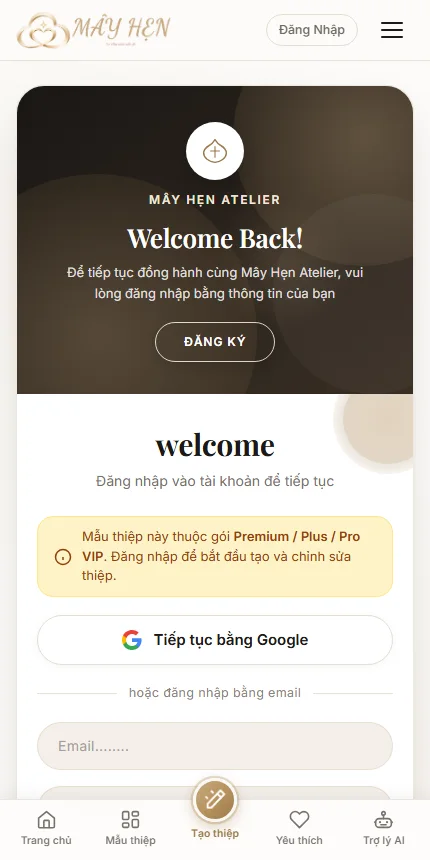 MÂY HẸN
Đăng Nhập
MÂY HẸN ATELIER
Welcome Back!
Để tiếp tục đồng hành cùng Mây Hẹn Atelier, vui
lòng đăng nhập bằng thông tin của bạn
ĐĂNG KÝ
welcome
Đăng nhập vào tài khoản để tiếp tục
Mẫu thiệp này thuộc gói Premium / Plus / Pro
VIP. Đăng nhập để bắt đầu tạo và chỉnh sửa
thiệp.
Tiếp tục bằng Google
hoặc đăng nhập bằng email
Email........
Trang chủ
Mẫu thiệp
Tạo thiệp
Yêu thích
Trợ lý AI